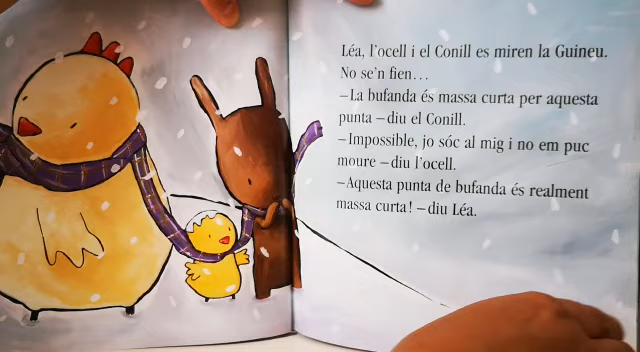 Léa, l'ocell i el Conill es miren la Guineu.
No se'n fien…
–La bufanda és massa curta per aquesta
punta – diu el Conill.
–Impossible, jo sóc al mig i no em puc
moure – diu l'ocell.
–Aquesta punta de bufanda és realment
massa curta! – diu Léa.